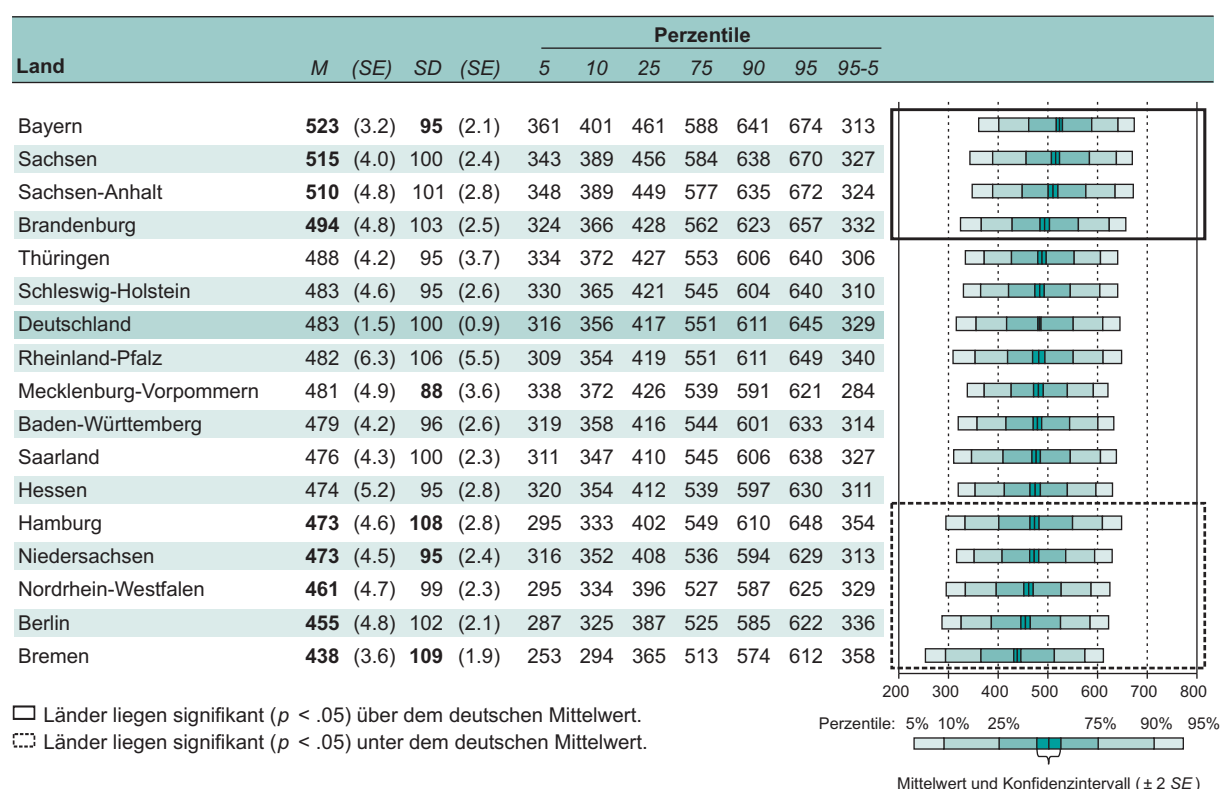 Perzentile
Land M (SE) SD (SE) 5 10 25 75 90 95 95-5
Bayern 523 (3.2) 95 (2.1) 361 401 461 588 641 674 313
Sachsen 515 (4.0) 100 (2.4) 343 389 456 584 638 670 327
Sachsen-Anhalt 510 (4.8) 101 (2.8) 348 389 449 577 635 672 324
Brandenburg 494 (4.8) 103 (2.5) 324 366 428 562 623 657 332
Thüringen 488 (4.2) 95 (3.7) 334 372 427 553 606 640 306
Schleswig-Holstein 483 (4.6) 95 (2.6) 330 365 421 545 604 640 310
Deutschland 483 (1.5) 100 (0.9) 316 356 417 551 611 645 329
Rheinland-Pfalz 482 (6.3) 106 (5.5) 309 354 419 551 611 649 340
Mecklenburg-Vorpommern 481 (4.9) 88 (3.6) 338 372 426 539 591 621 284
Baden-Württemberg 479 (4.2) 96 (2.6) 319 358 416 544 601 633 314
Saarland 476 (4.3) 100 (2.3) 311 347 410 545 606 638 327
Hessen 474 (5.2) 95 (2.8) 320 354 412 539 597 630 311
Hamburg 473 (4.6) 108 (2.8) 295 333 402 549 610 648 354
Niedersachsen 473 (4.5) 95 (2.4) 316 352 408 536 594 629 313
Nordrhein-Westfalen 461 (4.7) 99 (2.3) 295 334 396 527 587 625 329
Berlin 455 (4.8) 102 (2.1) 287 325 387 525 585 622 336
Bremen 438 (3.6) 109 (1.9) 253 294 365 513 574 612 358
200 300 400 500 600 700 800
Länder liegen signifikant (p < .05) über dem deutschen Mittelwert.
Länder liegen signifikant (p < .05) unter dem deutschen Mittelwert.
Perzentile: 5% 10% 25% 75% 90% 95%
Mittelwert und Konfidenzintervall (± 2 SE)